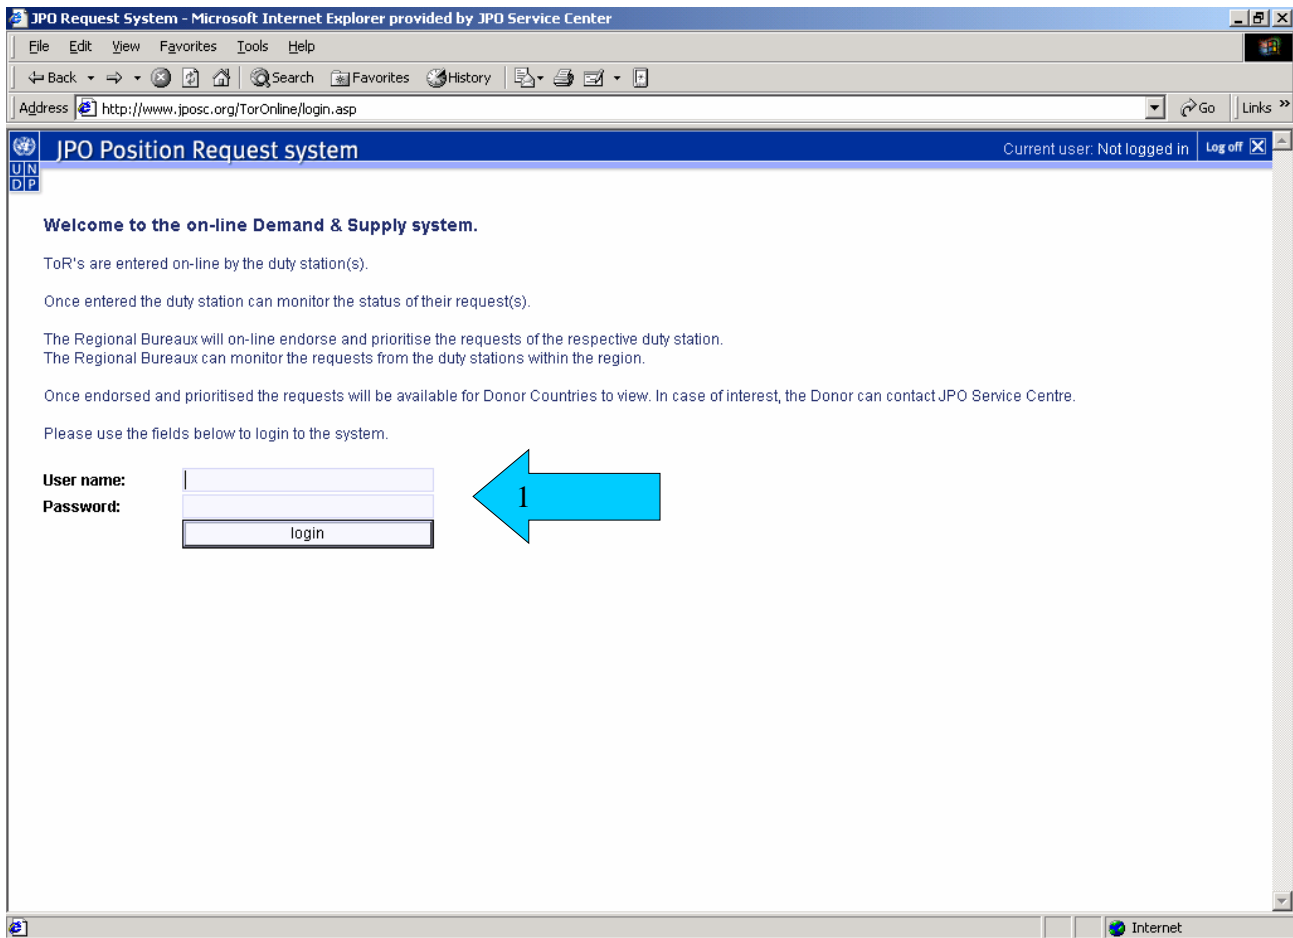 JPO Request System - Microsoft Internet Explorer provided by JPO Service Center
File Edit View Favorites Tools Help
Back Search Favorites History
Address http://www.jposc.org/TorOnline/login.asp Go Links »
JPO Position Request system Current user: Not logged in Log off
UN
DP
Welcome to the on-line Demand & Supply system.
ToR's are entered on-line by the duty station(s).
Once entered the duty station can monitor the status of their request(s).
The Regional Bureaux will on-line endorse and prioritise the requests of the respective duty station.
The Regional Bureaux can monitor the requests from the duty stations within the region.
Once endorsed and prioritised the requests will be available for Donor Countries to view. In case of interest, the Donor can contact JPO Service Centre.
Please use the fields below to login to the system.
User name:
1
Password:
login
Internet